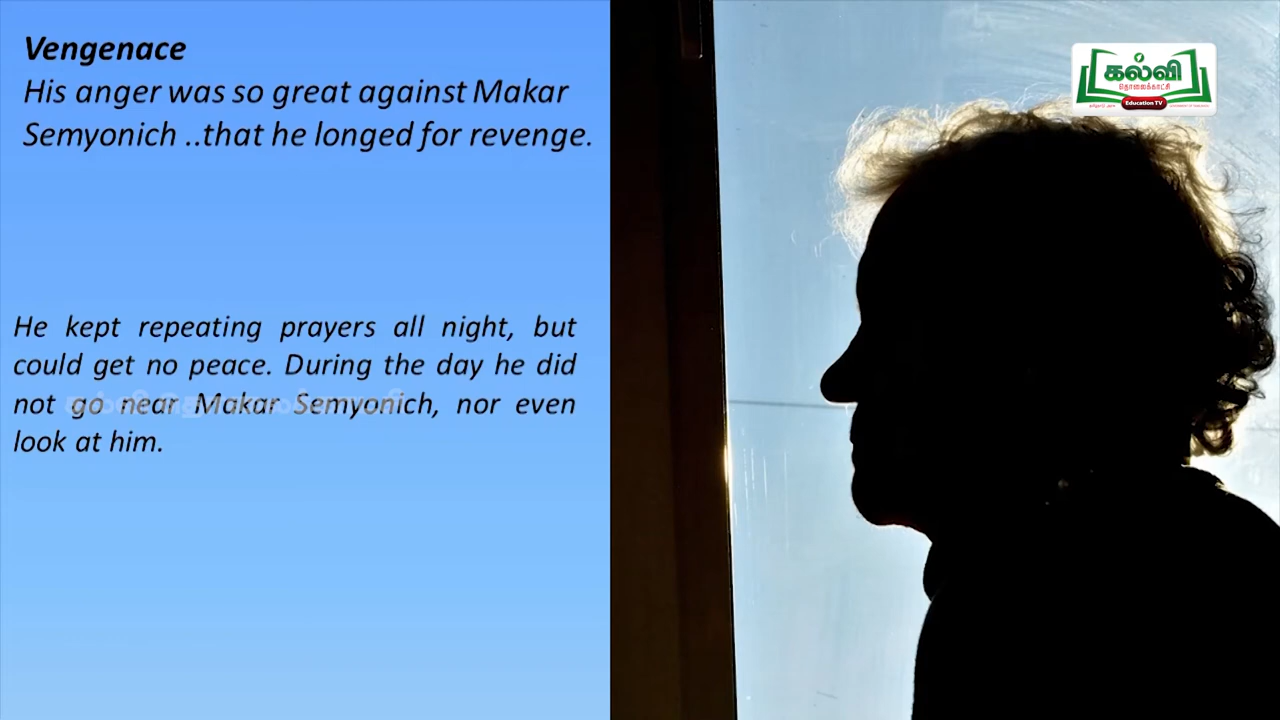 Vengenace
His anger was so great against Makar
Semyonich ..that he longed for revenge.
He kept repeating prayers all night, but
could get no peace. During the day he did
not go near Makar Semyonich, nor even
look at him.
கல்வி
தொலைக்காட்சி
Education TV